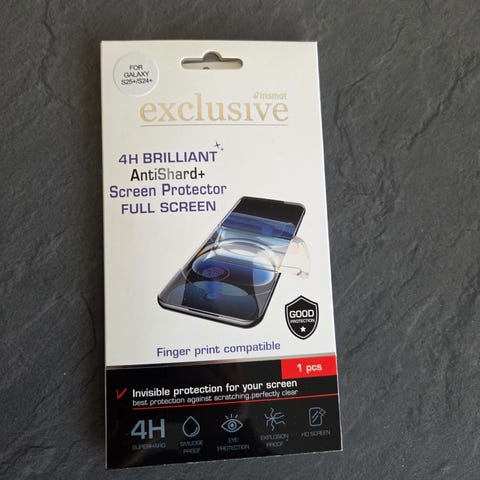 FOR
GALAXY
S25+/S24+
insmat
exclusive
4H BRILLIANT
AntiShard+
Screen Protector
FULL SCREEN
GOOD
PROTECTION
Finger print compatible
1 pcs
Invisible protection for your screen
best protection against scratching,perfectly clear
4H
SUPERHARD
SMUDGE
PROOF
EYE
PROTECTION
EXPLOSION
PROOF
HD SCREEN